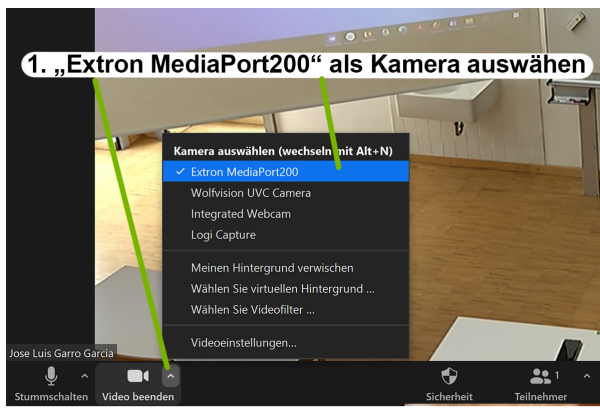 1. „Extron MediaPort200“ als Kamera auswähen
Kamera auswählen (wechseln mit Alt+N)
✓ Extron MediaPort200
Wolfvision UVC Camera
Integrated Webcam
Logi Capture
Meinen Hintergrund verwischen
Wählen Sie virtuellen Hintergrund ...
Wählen Sie Videofilter ...
Videoeinstellungen...
Jose Luis Garro Garcia
1
Stummschalten Video beenden Sicherheit Teilnehmer